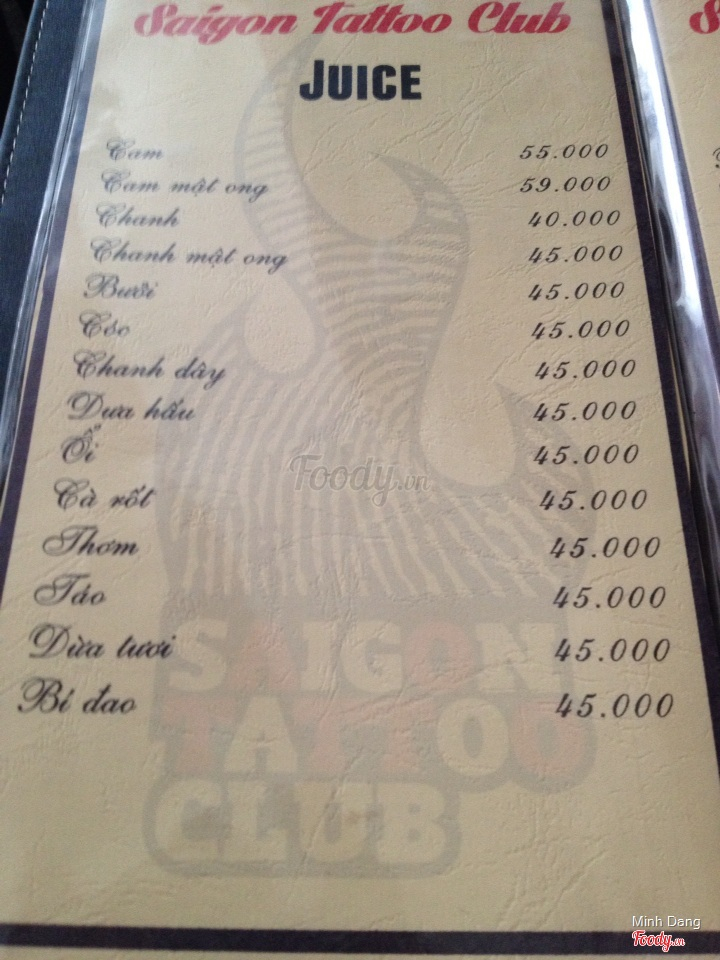 Saigon Tattoo Club
JUICE
Cam 55.000
Cam mật ong 59.000
Chanh 40.000
Chanh mật ong 45.000
Bưởi 45.000
Cóc 45.000
Chanh dây 45.000
Dưa hấu 45.000
Ổi 45.000
Cà rốt 45.000
Thơm 45.000
Táo 45.000
Dừa tươi 45.000
Bí đao 45.000
Foody.vn
SAIGON
TATTOO
CLUB
Minh Dang
Foody.vn